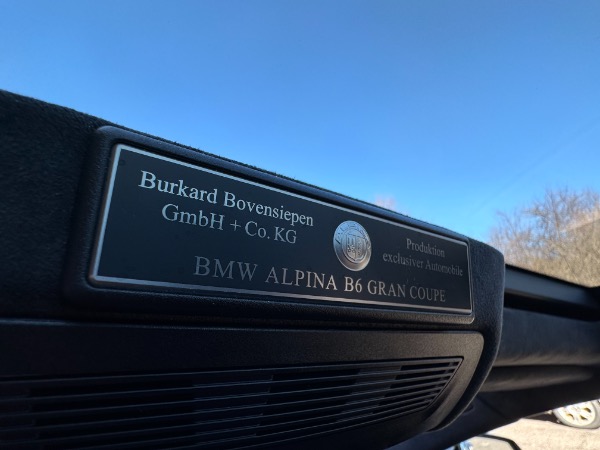 Burkard Bovensiepen
GmbH + Co. KG
Produktion
exclusiver Automobile
BMW ALPINA B6 GRAN COUPE